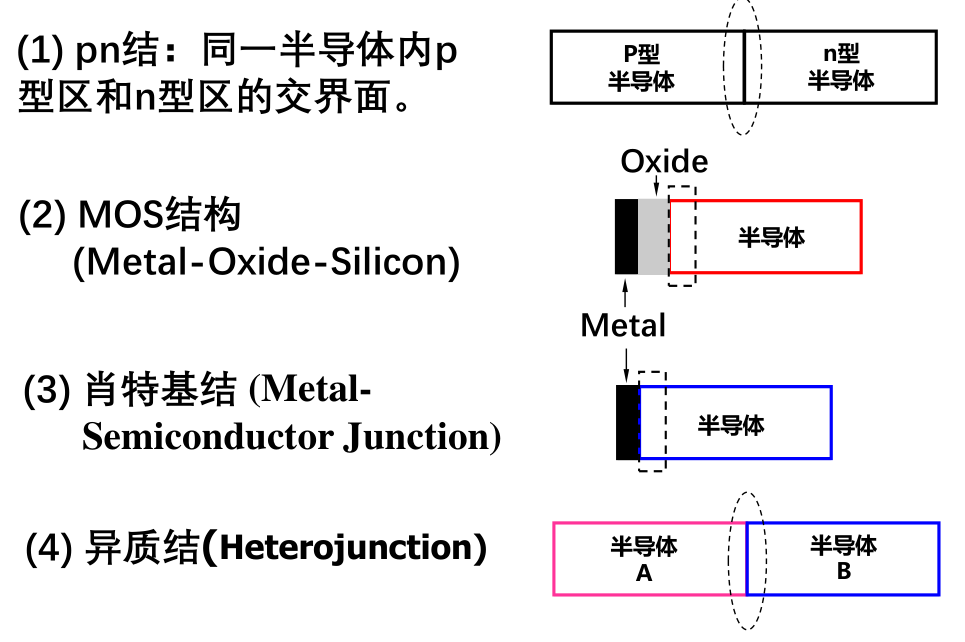 (1) pn结：同一半导体内p
型区和n型区的交界面。
P型
半导体
n型
半导体
Oxide
(2) MOS结构
(Metal-Oxide-Silicon)
半导体
Metal
(3) 肖特基结 (Metal-
Semiconductor Junction)
半导体
(4) 异质结(Heterojunction)
半导体
A
半导体
B